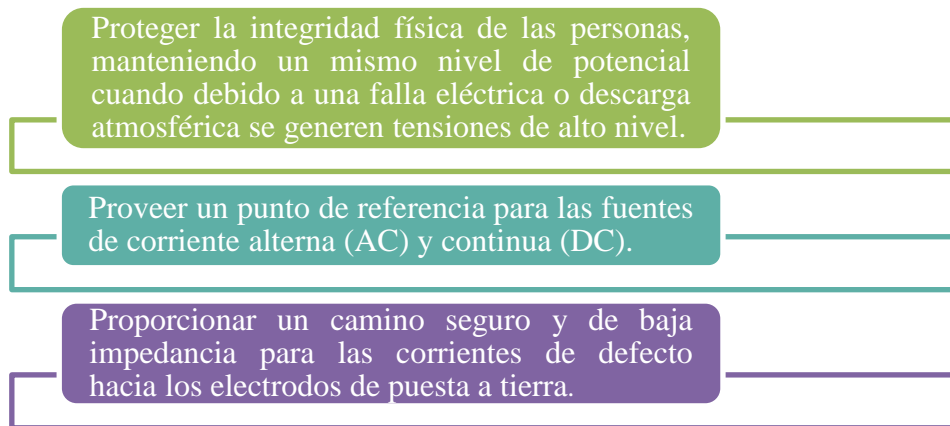 Proteger la integridad física de las personas,
manteniendo un mismo nivel de potencial
cuando debido a una falla eléctrica o descarga
atmosférica se generen tensiones de alto nivel.
Proveer un punto de referencia para las fuentes
de corriente alterna (AC) y continua (DC).
Proporcionar un camino seguro y de baja
impedancia para las corrientes de defecto
hacia los electrodos de puesta a tierra.